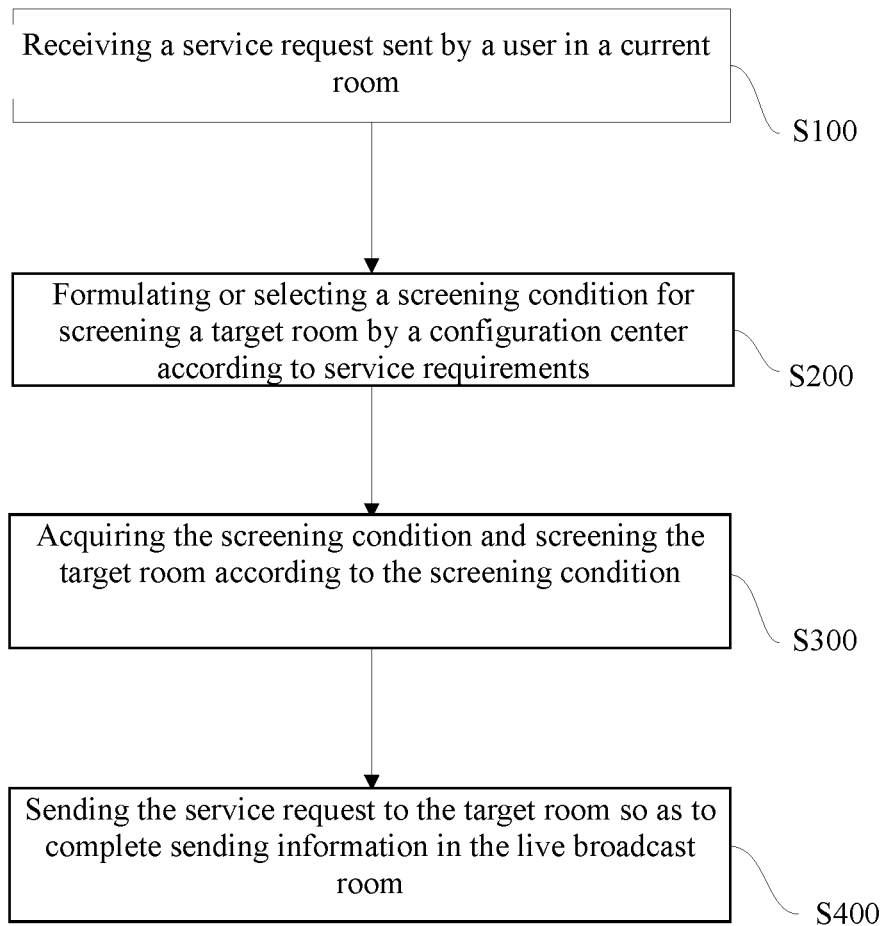 Receiving a service request sent by a user in a current
room
S100
Formulating or selecting a screening condition for
screening a target room by a configuration center
according to service requirements
S200
Acquiring the screening condition and screening the
target room according to the screening condition
S300
Sending the service request to the target room so as to
complete sending information in the live broadcast
room
S400